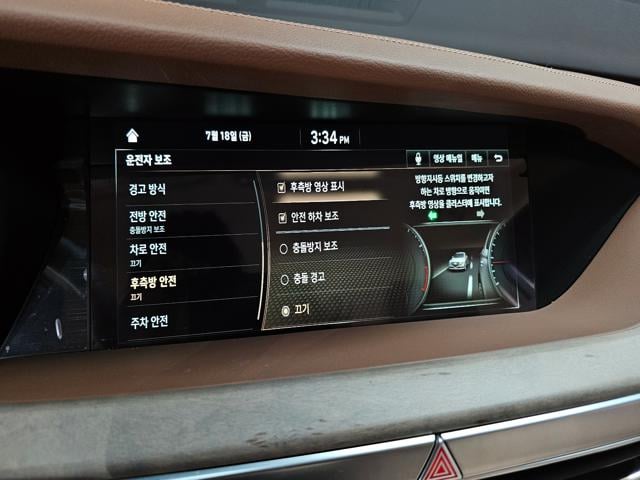 7월 18일 (금)
3:34 PM
운전자 보조
영상 매뉴얼
메뉴
경고 방식
전방 안전
충돌방지 보조
차로 안전
끄기
후측방 안전
끄기
주차 안전
후측방 영상 표시
안전 하차 보조
충돌방지 보조
충돌 경고
끄기
방향지시등 스위치를 변경하고자
하는 차로 방향으로 움직이면
후측방 영상을 클러스터에 표시합니다.